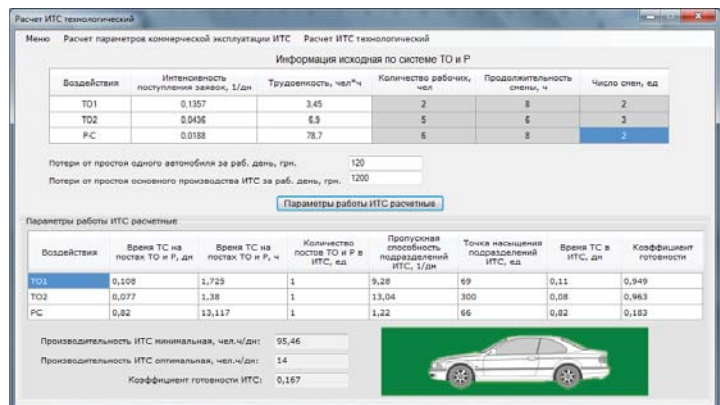 Расчет ИТС технологический
Меню Расчет параметров коммерческой эксплуатации ИТС Расчет ИТС технологический
Информация исходная по системе ТО и Р
Воздействия Интенсивность поступления заявок, 1/дн Трудоемкость, чел*ч Количество рабочих, чел Продолжительность смены, ч Число смен, ед
ТО1 0,1357 3,45 2 8 2
ТО2 0,0436 6,9 5 6 3
Р-С 0,0188 78,7 6 8 2
Потери от простоя одного автомобиля за раб. день, грн. 120
Потери от простоя основного производства ИТС за раб. день, грн. 1200
Параметры работы ИТС расчетные
Параметры работы ИТС расчетные
Воздействия Время ТС на постах ТО и Р, дн Время ТС на постах ТО и Р, ч Количество постов ТО и Р в ИТС, ед Пропускная способность подразделений ИТС, 1/дн Точка насыщения подразделений ИТС, ед Время ТС в ИТС, дн Коэффициент готовности
ТО1 0,108 1,725 1 9,28 69 0,11 0,949
ТО2 0,077 1,38 1 13,04 300 0,08 0,963
РС 0,82 13,117 1 1,22 66 0,82 0,183
Производительность ИТС минимальная, чел.ч/дн: 95,46
Производительность ИТС оптимальная, чел.ч/дн: 14
Коэффициент готовности ИТС: 0,167